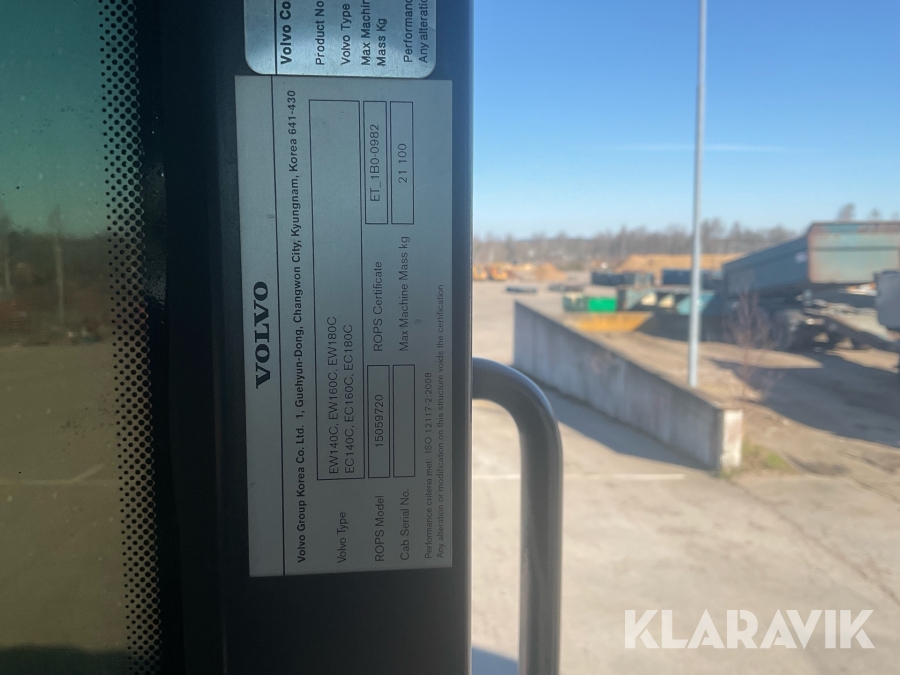 Volvo Co
Product No
Volvo Type
Max Machin
Mass Kg
Performanc
Any alteration
VOLVO
Volvo Group Korea Co. Ltd. 1, Guehyun-Dong, Changwon City, Kyungnam, Korea 641-430
Volvo Type EW140C, EW160C, EW180C
EC140C, EC160C, EC180C
ROPS Model 15059720 ROPS Certificate ET_1B0-0982
Cab Serial No. Max Machine Mass kg 21 100
Performance criteria met: ISO 12117-2:2008
Any alteration or modification on this structure voids the certification
KLARAVIK